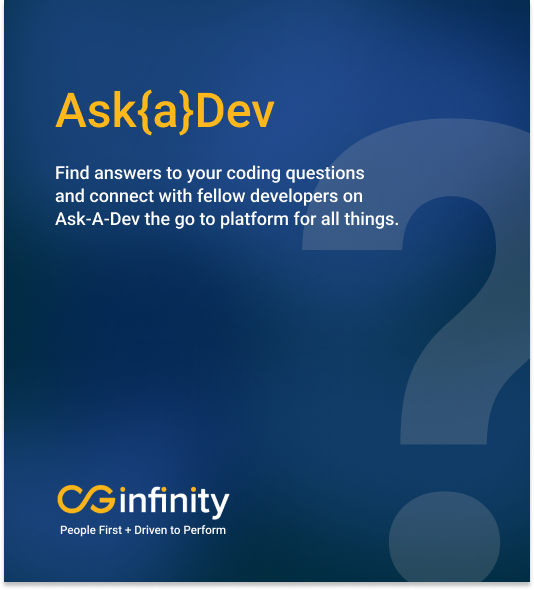 Ask{a}Dev
Find answers to your coding questions
and connect with fellow developers on
Ask-A-Dev the go to platform for all things.
?
CGinfinity
People First + Driven to Perform